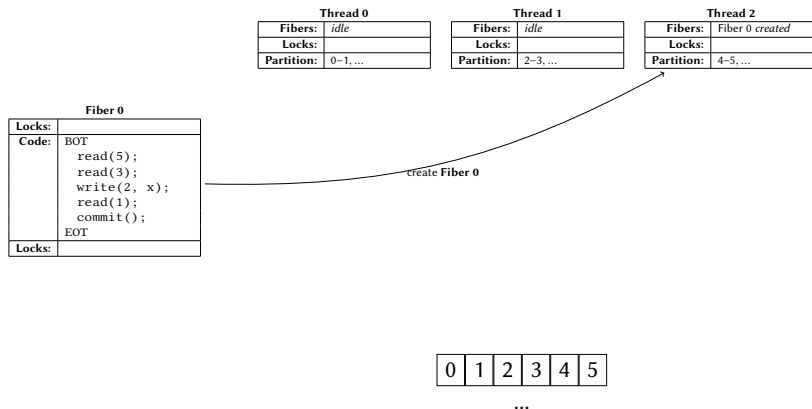 Thread 0
Fibers: idle
Locks:
Partition: 0–1, ...
Thread 1
Fibers: idle
Locks:
Partition: 2–3, ...
Thread 2
Fibers: Fiber 0 created
Locks:
Partition: 4–5, ...
Fiber 0
Locks:
Code: BOT
read(5);
read(3);
write(2, x);
read(1);
commit();
EOT
Locks:
create Fiber 0
0 1 2 3 4 5
...